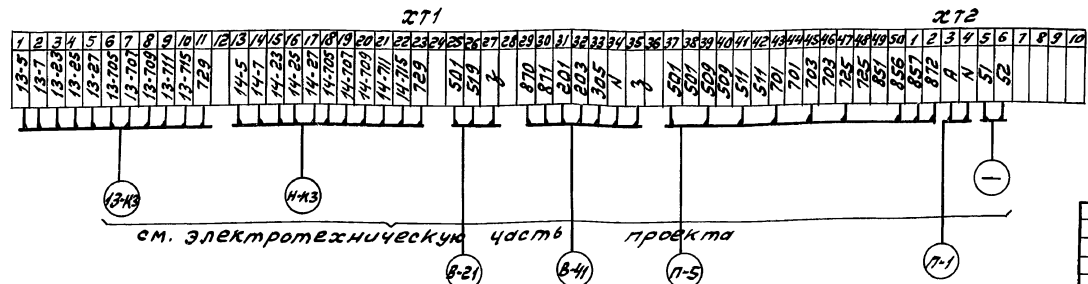 ХТ1 ХТ2
1 2 3 4 5 6 7 8 9 10 11 12 13 14 15 16 17 18 19 20 21 22 23 24 25 26 27 28 29 30 31 32 33 34 35 36 37 38 39 40 41 42 43 44 45 46 47 48 49 50 1 2 3 4 5 6 7 8 9 10
13-5 13-7 13-23 13-25 13-27 13-705 13-707 13-709 13-711 13-715 729 14-5 14-7 14-23 14-25 14-27 14-705 14-707 14-709 14-711 14-715 729 501 519 З 870 871 201 203 305 N З 501 501 509 509 511 511 701 701 703 703 725 725 851 856 857 872 А N 51 52
13-К3 Н-К3 —
см. электротехническую часть проекта
В-21 В-41 П-5 П-1